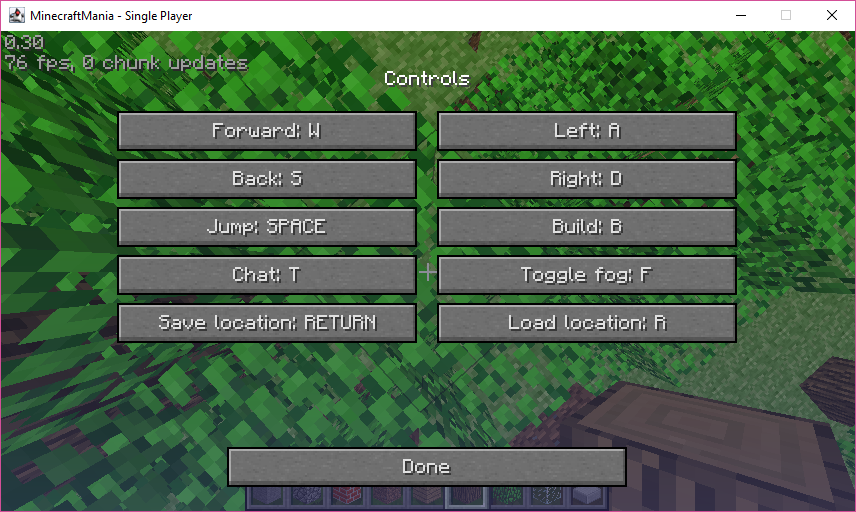 MinecraftMania - Single Player
0.30
76 fps, 0 chunk updates
Controls
Forward: W
Left: A
Back: S
Right: D
Jump: SPACE
Build: B
Chat: T
Toggle fog: F
Save location: RETURN
Load location: R
Done